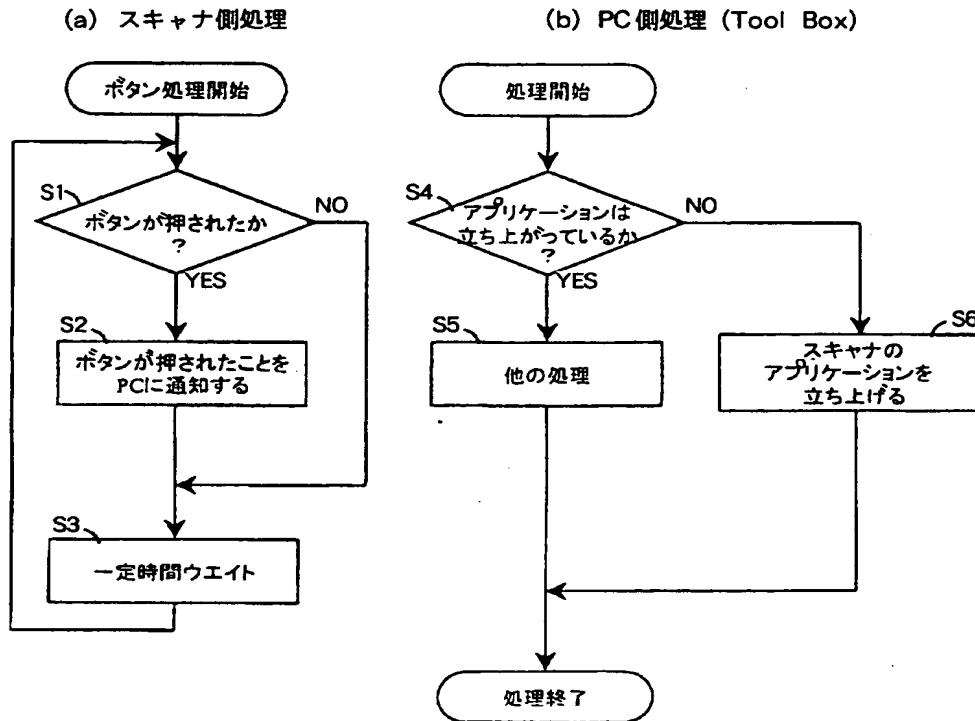 (a) スキャナ側処理
ボタン処理開始
S1
ボタンが押されたか
?
NO
YES
S2
ボタンが押されたことを
PCに通知する
S3
一定時間ウエイト
(b) PC側処理 (Tool Box)
処理開始
S4
アプリケーションは
立ち上がっているか
?
NO
YES
S5
他の処理
S6
スキャナの
アプリケーションを
立ち上げる
処理終了